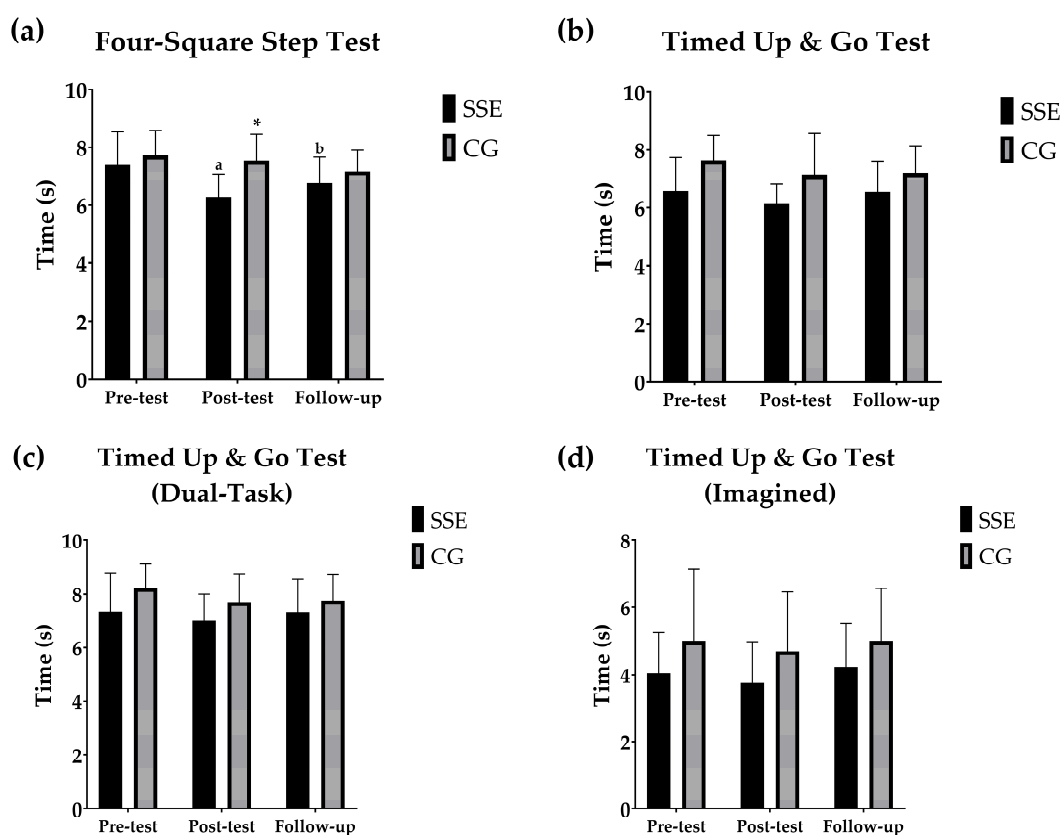 (a)
Four-Square Step Test
10
8
6
4
2
0
Time (s)
a
*
b
Pre-test Post-test Follow-up
SSE
CG
(b)
Timed Up & Go Test
10
8
6
4
2
0
Time (s)
Pre-test Post-test Follow-up
SSE
CG
(c)
Timed Up & Go Test
(Dual-Task)
10
8
6
4
2
0
Time (s)
Pre-test Post-test Follow-up
SSE
CG
(d)
Timed Up & Go Test
(Imagined)
8
6
4
2
0
Time (s)
Pre-test Post-test Follow-up
SSE
CG